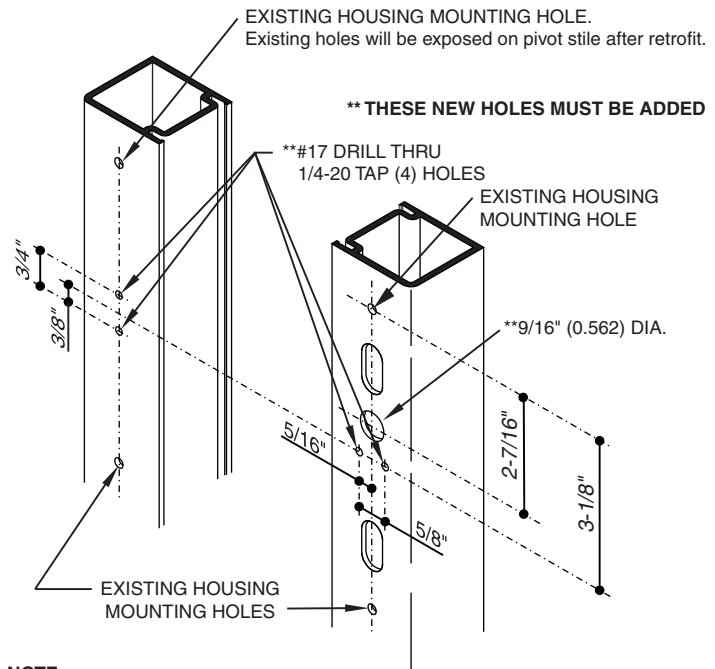 EXISTING HOUSING MOUNTING HOLE.
Existing holes will be exposed on pivot stile after retrofit.
** THESE NEW HOLES MUST BE ADDED
**#17 DRILL THRU
1/4-20 TAP (4) HOLES
EXISTING HOUSING
MOUNTING HOLE
3/4"
3/8"
**9/16" (0.562) DIA.
5/16"
2-7/16"
3-1/8"
5/8"
EXISTING HOUSING
MOUNTING HOLES